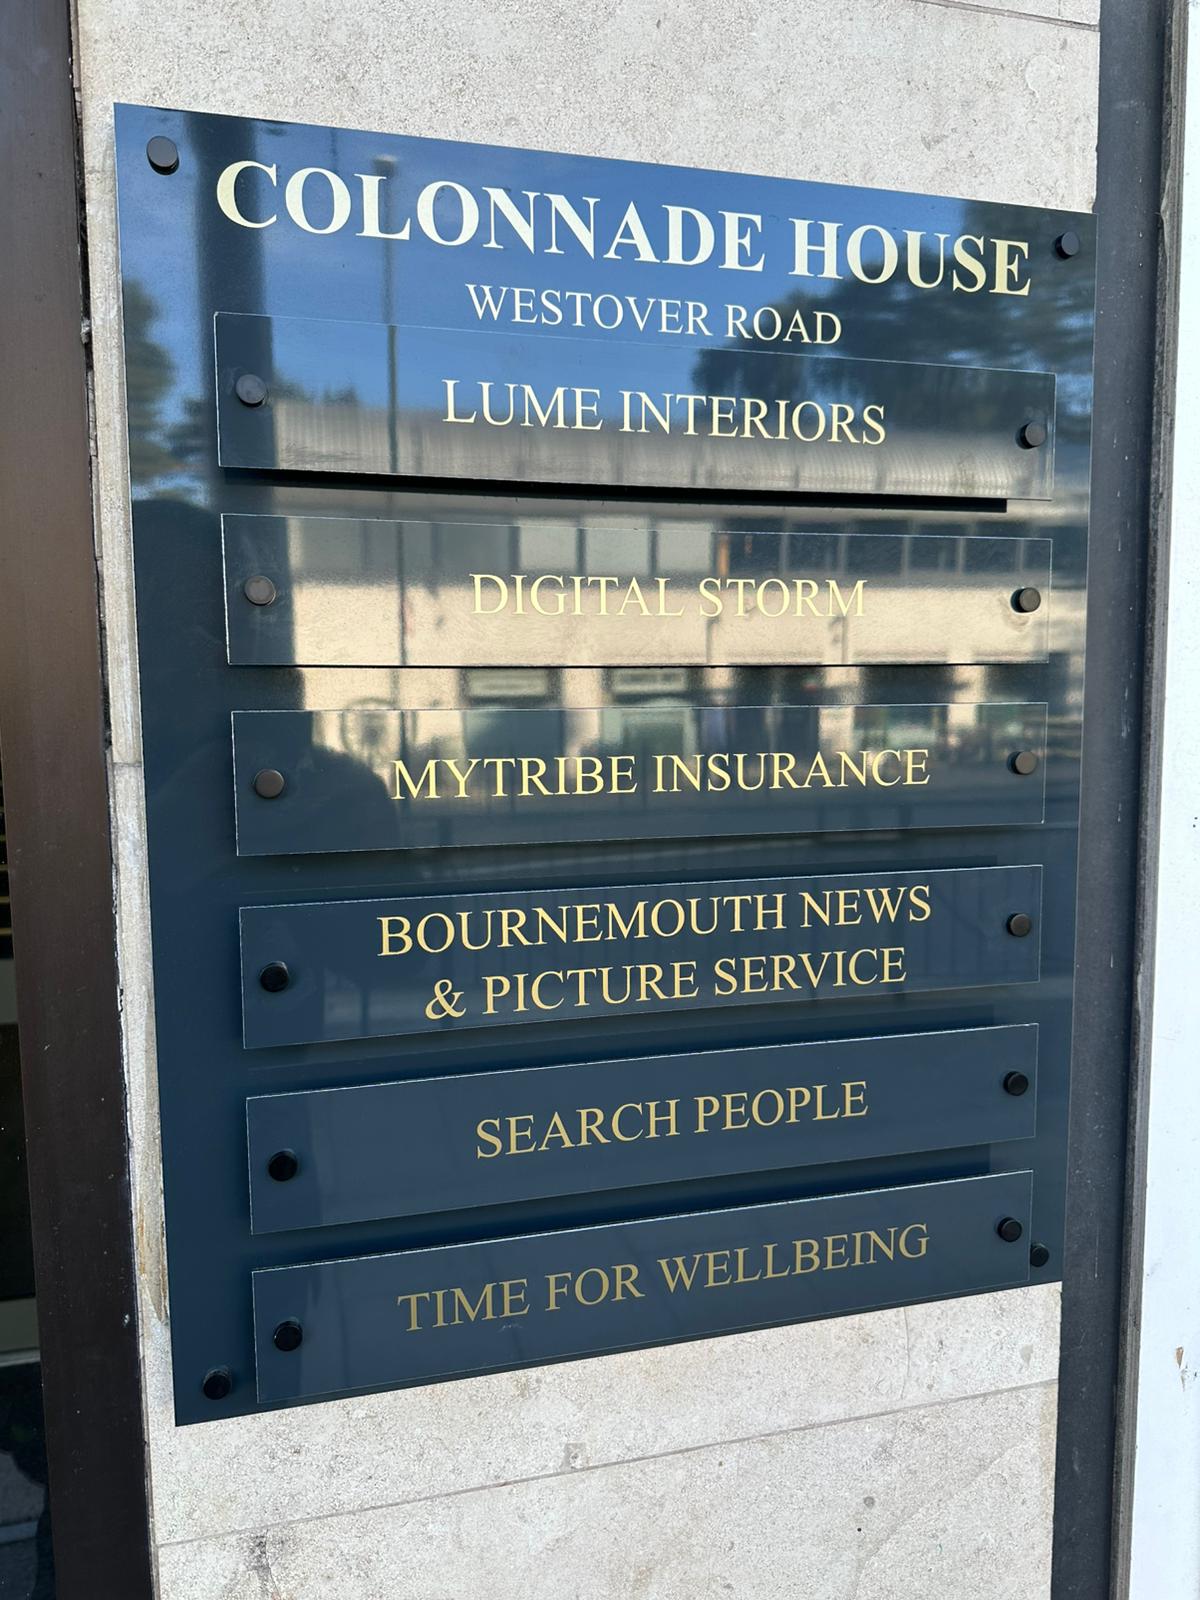 COLONNADE HOUSE
WESTOVER ROAD
LUME INTERIORS
DIGITAL STORM
MYTRIBE INSURANCE
BOURNEMOUTH NEWS
& PICTURE SERVICE
SEARCH PEOPLE
TIME FOR WELLBEING